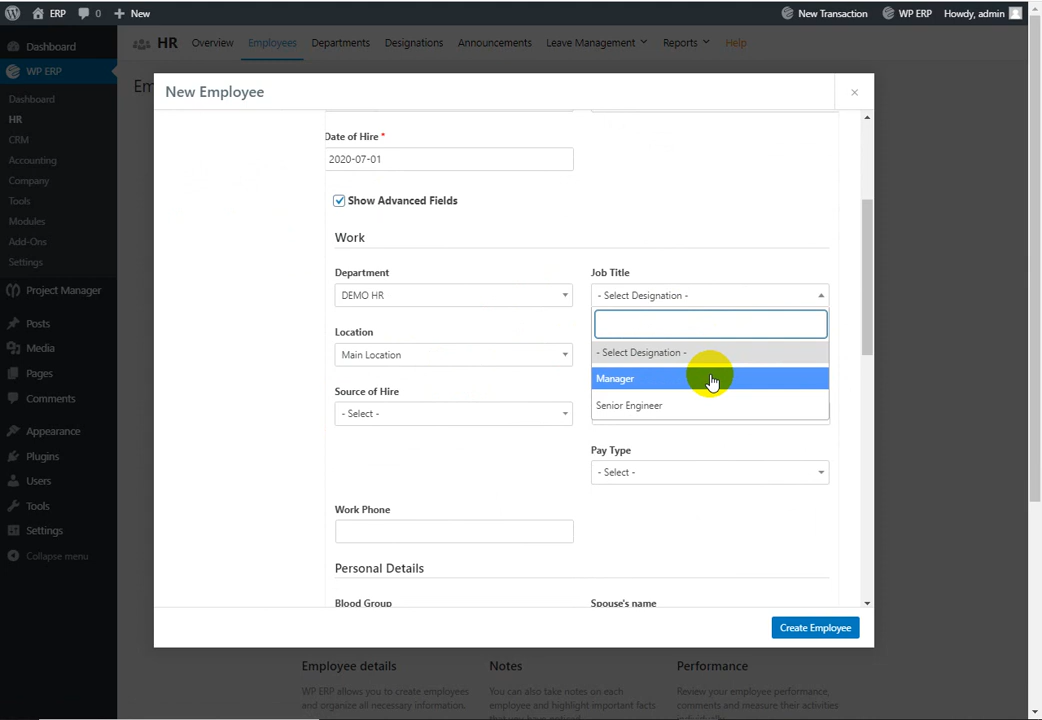 ERP 0 New New Transaction WP ERP Howdy, admin
Dashboard
WP ERP
Dashboard
HR
CRM
Accounting
Company
Tools
Modules
Add-Ons
Settings
Project Manager
Posts
Media
Pages
Comments
Appearance
Plugins
Users
Tools
Settings
Collapse menu
HR Overview Employees Departments Designations Announcements Leave Management Reports Help
Em
New Employee ×
Date of Hire *
2020-07-01
Show Advanced Fields
Work
Department Job Title
DEMO HR - Select Designation -
- Select Designation -
Manager
Senior Engineer
Location
Main Location
Source of Hire
- Select -
Pay Type
- Select -
Work Phone
Personal Details
Blood Group Spouse's name
Create Employee
Employee details Notes Performance
WP ERP allows you to create employees You can also take notes on each Review your employee performance,
and organize all necessary information. employee and highlight important facts comments and measure their activities